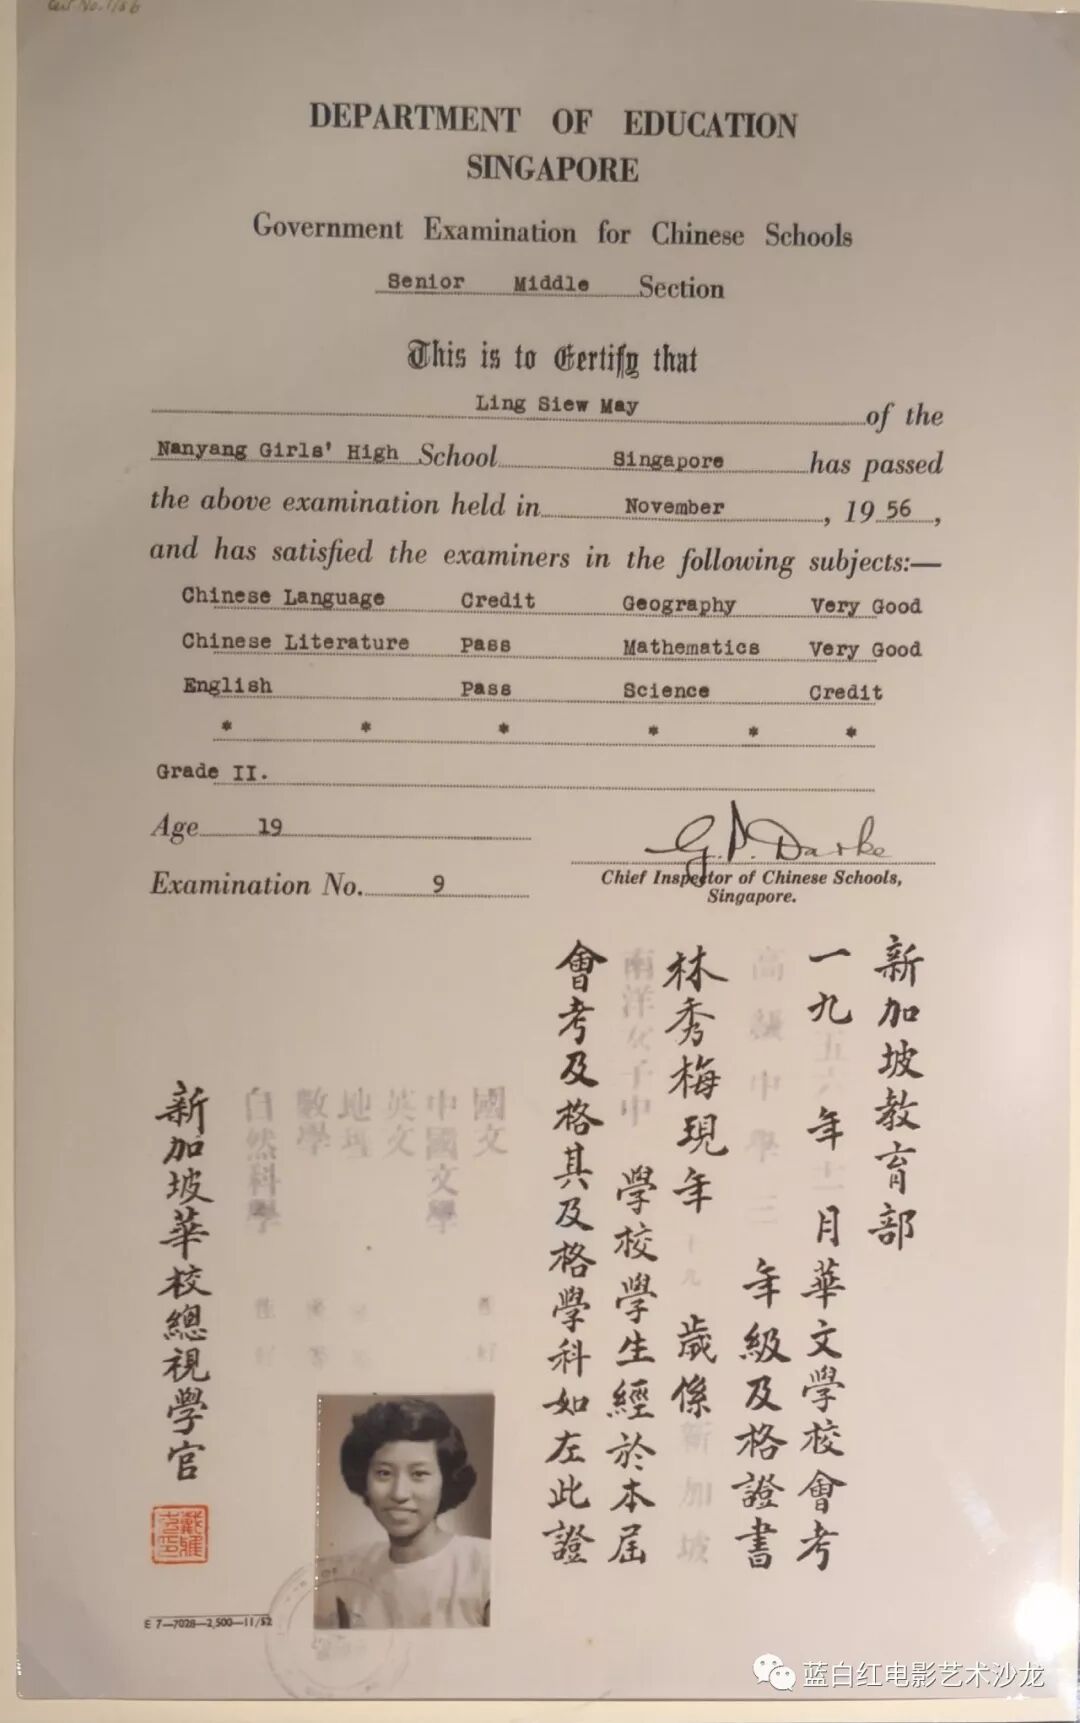 DEPARTMENT OF EDUCATION
SINGAPORE
Government Examination for Chinese Schools
Senior Middle Section
This is to Certify that
Ling Siew May of the
Nanyang Girls' High School Singapore has passed
the above examination held in November, 19 56,
and has satisfied the examiners in the following subjects:—
Chinese Language Credit Geography Very Good
Chinese Literature Pass Mathematics Very Good
English Pass Science Credit
* * * * * *
Grade II.
Age 19
Examination No. 9
G. P. Darke
Chief Inspector of Chinese Schools,
Singapore.
新加坡教育部
一九五六年十一月華文學校會考
高級中學三年級及格證書
林秀梅現年十九歲係新加坡
南洋女子中學校學生經於本屆
會考及格其及格學科如左此證
國文
中國文學
英文
地理
數學
自然科學
新加坡華校總視學官
E 7—7028—2,500—11/52
蓝白红电影艺术沙龙